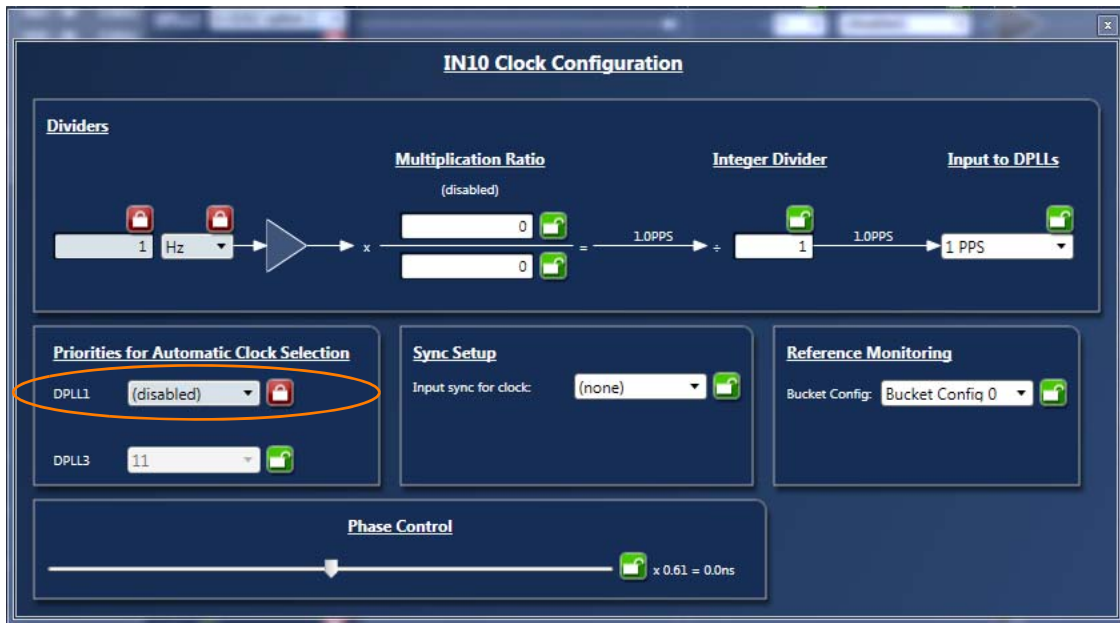 IN10 Clock Configuration
Dividers
Multiplication Ratio
Integer Divider
Input to DPLLs
(disabled)
1 Hz x 0 = 1.0PPS ÷ 1 1.0PPS 1 PPS
0
Priorities for Automatic Clock Selection
DPLL1 (disabled)
DPLL3 11
Sync Setup
Input sync for clock: (none)
Reference Monitoring
Bucket Config: Bucket Config 0
Phase Control
x 0.61 = 0.0ns